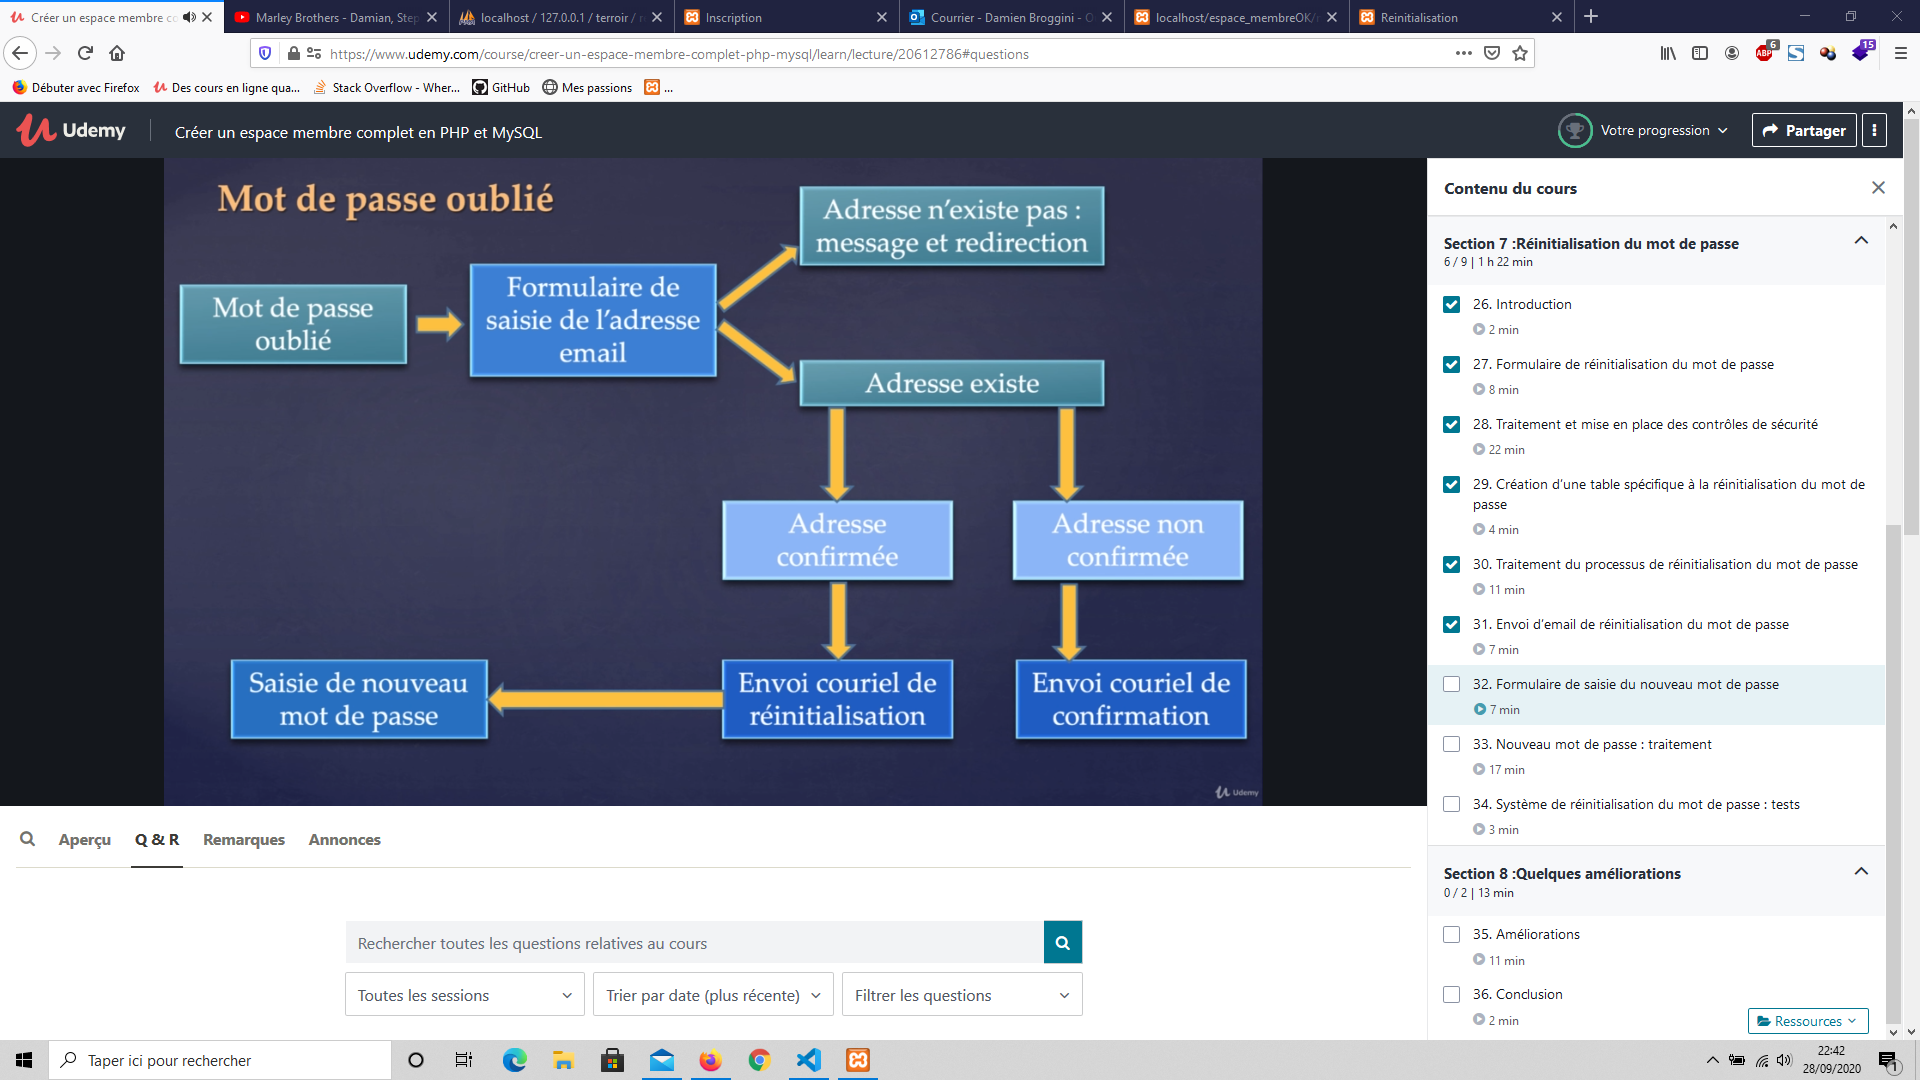 Créer un espace membre co
Marley Brothers - Damian, Step
localhost / 127.0.0.1 / terroir / r
Inscription
Courrier - Damien Broggini - O
localhost/espace_membreOK/r
Reinitialisation
https://www.udemy.com/course/creer-un-espace-membre-complet-php-mysql/learn/lecture/20612786#questions
6
15
ABP
Débuter avec Firefox
Des cours en ligne qua...
Stack Overflow - Wher...
GitHub
Mes passions
...
Udemy
Créer un espace membre complet en PHP et MySQL
Votre progression
Partager
Mot de passe oublié
Adresse n'existe pas :
message et redirection
Mot de passe
oublié
Formulaire de
saisie de l'adresse
email
Adresse existe
Adresse
confirmée
Adresse non
confirmée
Saisie de nouveau
mot de passe
Envoi couriel de
réinitialisation
Envoi couriel de
confirmation
Udemy
Contenu du cours
Section 7 :Réinitialisation du mot de passe
6 / 9 | 1 h 22 min
26. Introduction
2 min
27. Formulaire de réinitialisation du mot de passe
8 min
28. Traitement et mise en place des contrôles de sécurité
22 min
29. Création d'une table spécifique à la réinitialisation du mot de
passe
4 min
30. Traitement du processus de réinitialisation du mot de passe
11 min
31. Envoi d'email de réinitialisation du mot de passe
7 min
32. Formulaire de saisie du nouveau mot de passe
7 min
33. Nouveau mot de passe : traitement
17 min
34. Système de réinitialisation du mot de passe : tests
3 min
Section 8 :Quelques améliorations
0 / 2 | 13 min
35. Améliorations
11 min
36. Conclusion
2 min
Ressources
Aperçu
Q & R
Remarques
Annonces
Rechercher toutes les questions relatives au cours
Toutes les sessions
Trier par date (plus récente)
Filtrer les questions
Taper ici pour rechercher
22:42
28/09/2020
1